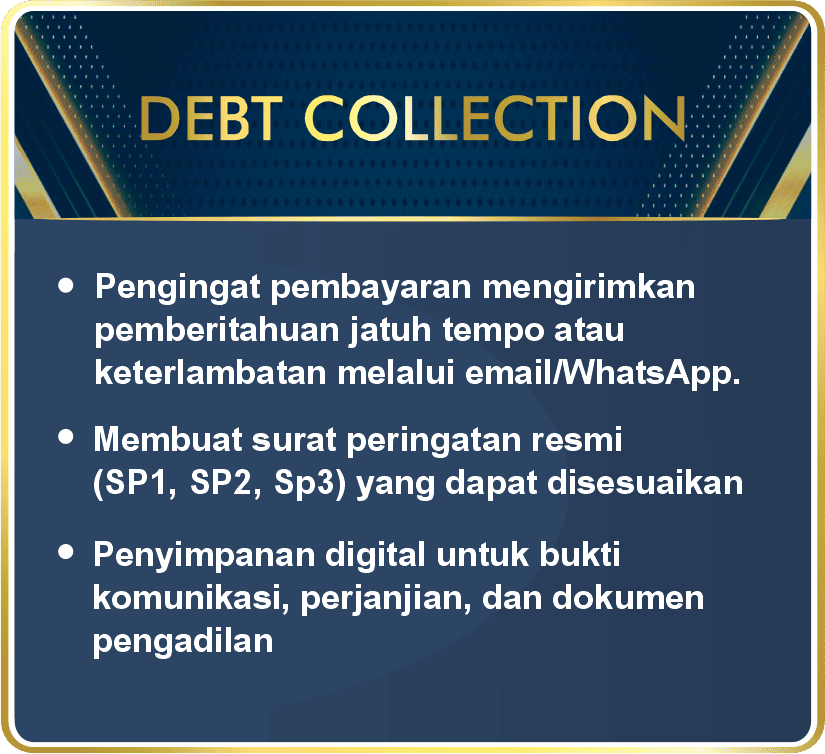 DEBT COLLECTION
• Pengingat pembayaran mengirimkan
pemberitahuan jatuh tempo atau
keterlambatan melalui email/WhatsApp.
• Membuat surat peringatan resmi
(SP1, SP2, Sp3) yang dapat disesuaikan
• Penyimpanan digital untuk bukti
komunikasi, perjanjian, dan dokumen
pengadilan